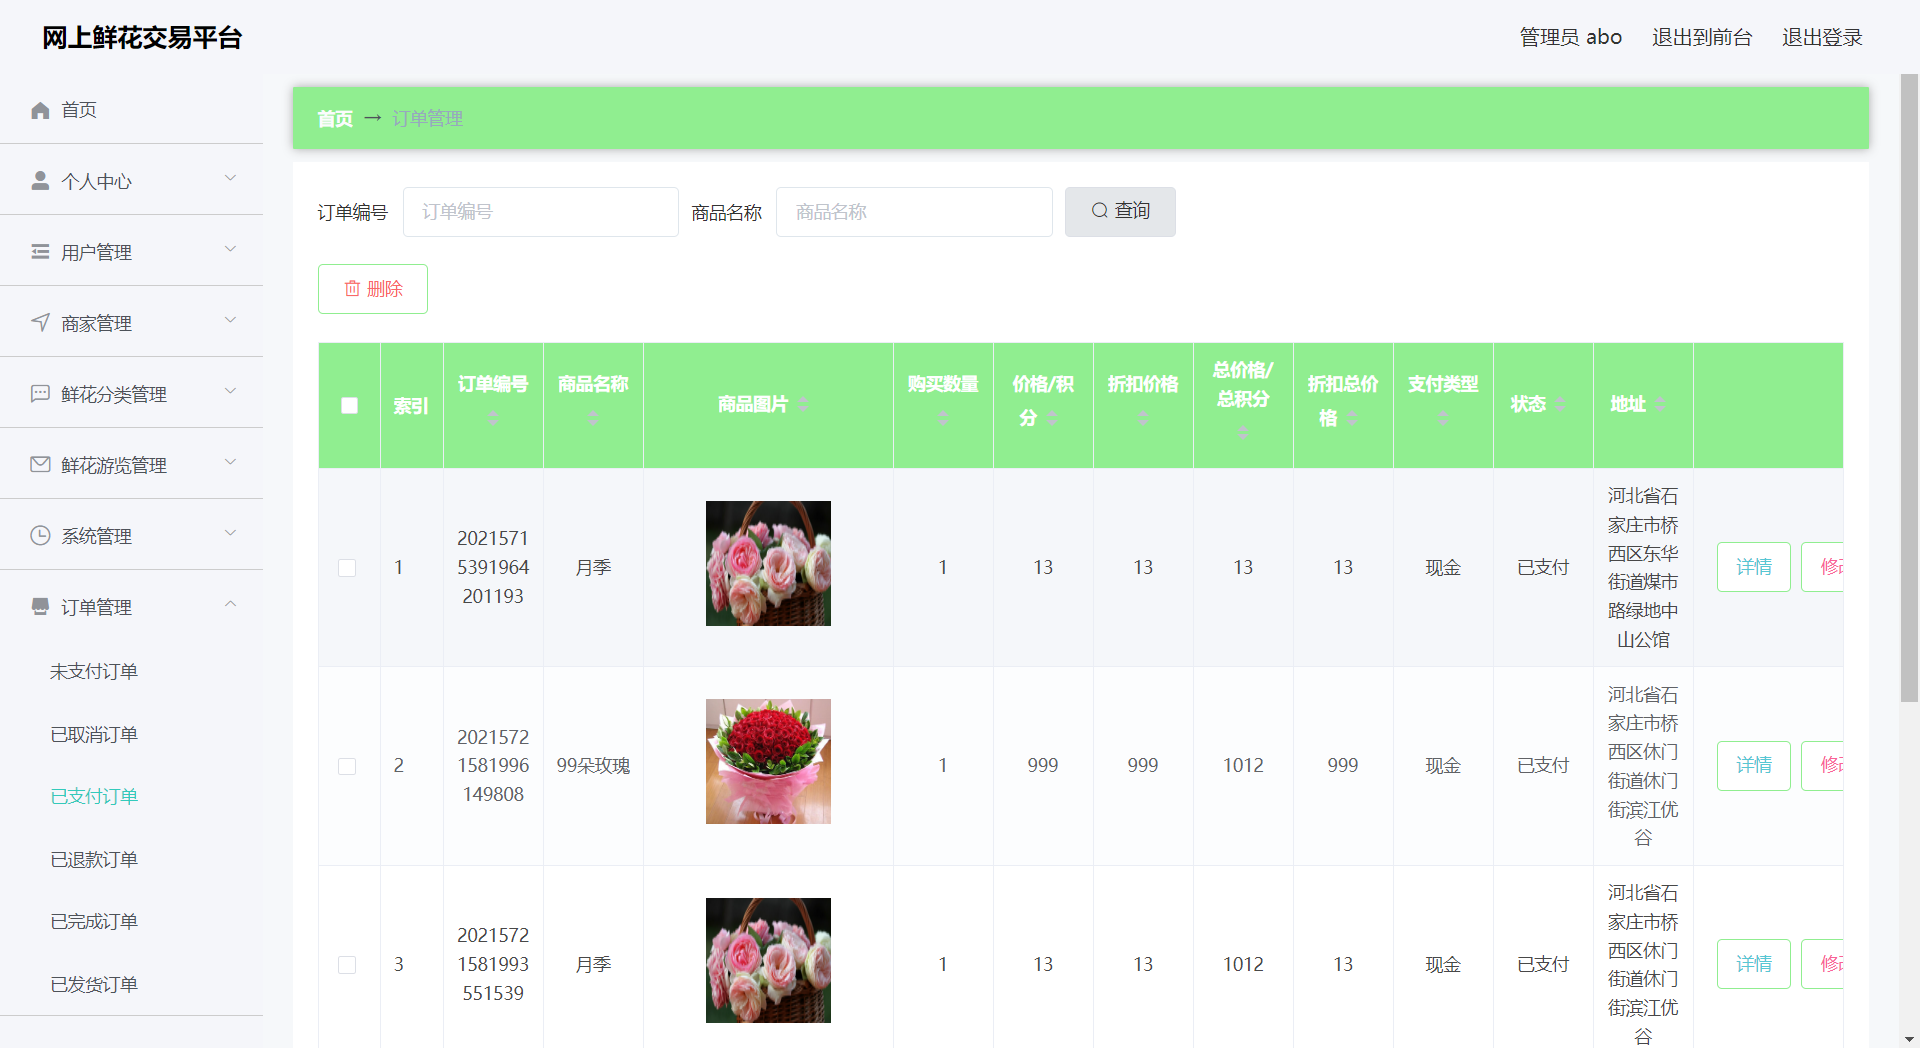 网上鲜花交易平台
管理员 abo
退出到前台
退出登录
首页
个人中心
用户管理
商家管理
鲜花分类管理
鲜花游览管理
系统管理
订单管理
未支付订单
已取消订单
已支付订单
已退款订单
已完成订单
已发货订单
首页 → 订单管理
订单编号 订单编号 商品名称 商品名称 查询
删除
索引
订单编号
商品名称
商品图片
购买数量
价格/积
分
折扣价格
总价格/
总积分
折扣总价
格
支付类型
状态
地址
1
2021571
5391964
201193
月季
1
13
13
13
13
现金
已支付
河北省石
家庄市桥
西区东华
街道煤市
路绿地中
山公馆
详情
修改
2
2021572
1581996
149808
99朵玫瑰
1
999
999
1012
999
现金
已支付
河北省石
家庄市桥
西区休门
街道休门
街滨江优
谷
详情
修改
3
2021572
1581993
551539
月季
1
13
13
1012
13
现金
已支付
河北省石
家庄市桥
西区休门
街道休门
街滨江优
谷
详情
修改